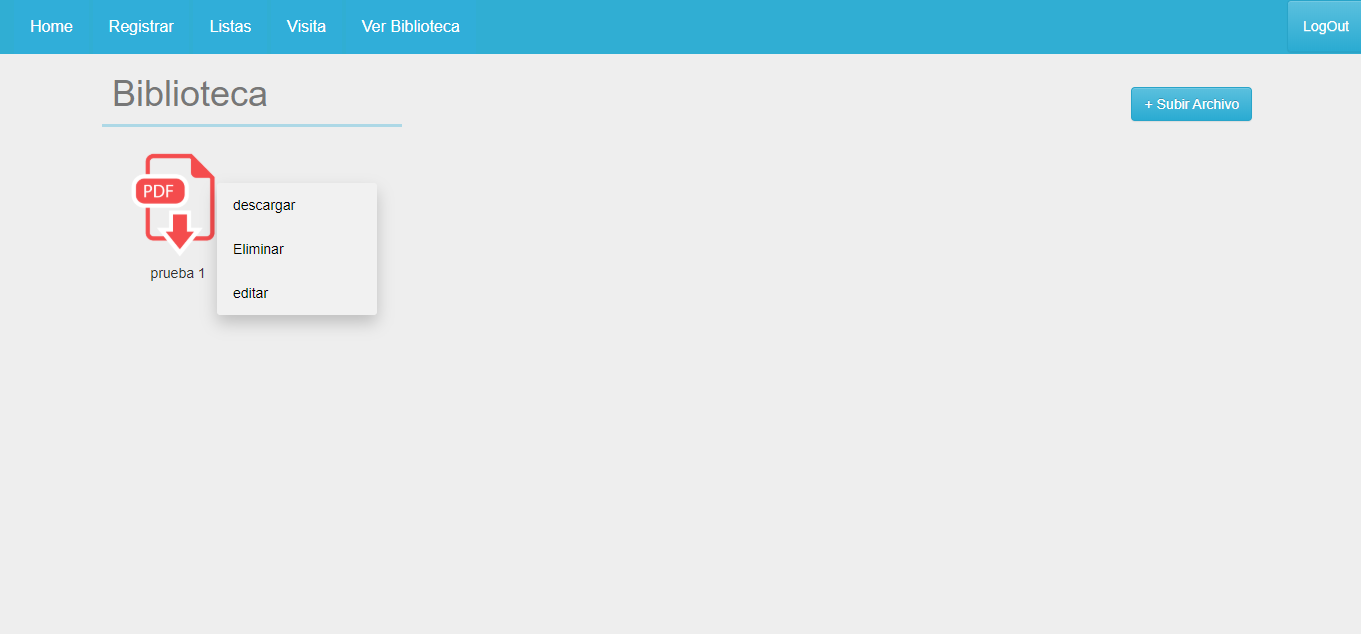 Home Registrar Listas Visita Ver Biblioteca LogOut
Biblioteca
+ Subir Archivo
PDF
prueba 1
descargar
Eliminar
editar